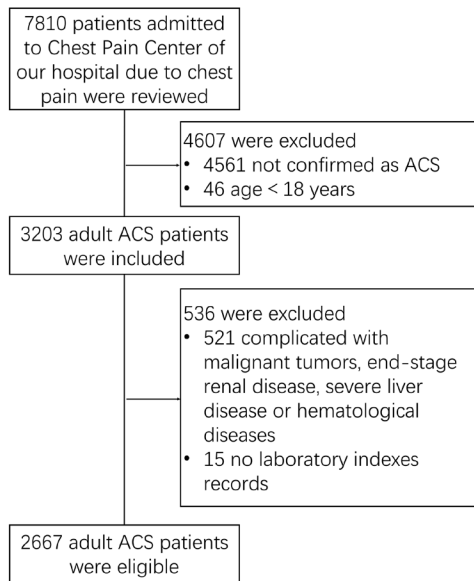 7810 patients admitted
to Chest Pain Center of
our hospital due to chest
pain were reviewed
4607 were excluded
• 4561 not confirmed as ACS
• 46 age < 18 years
3203 adult ACS patients
were included
536 were excluded
• 521 complicated with
malignant tumors, end-stage
renal disease, severe liver
disease or hematological
diseases
• 15 no laboratory indexes
records
2667 adult ACS patients
were eligible